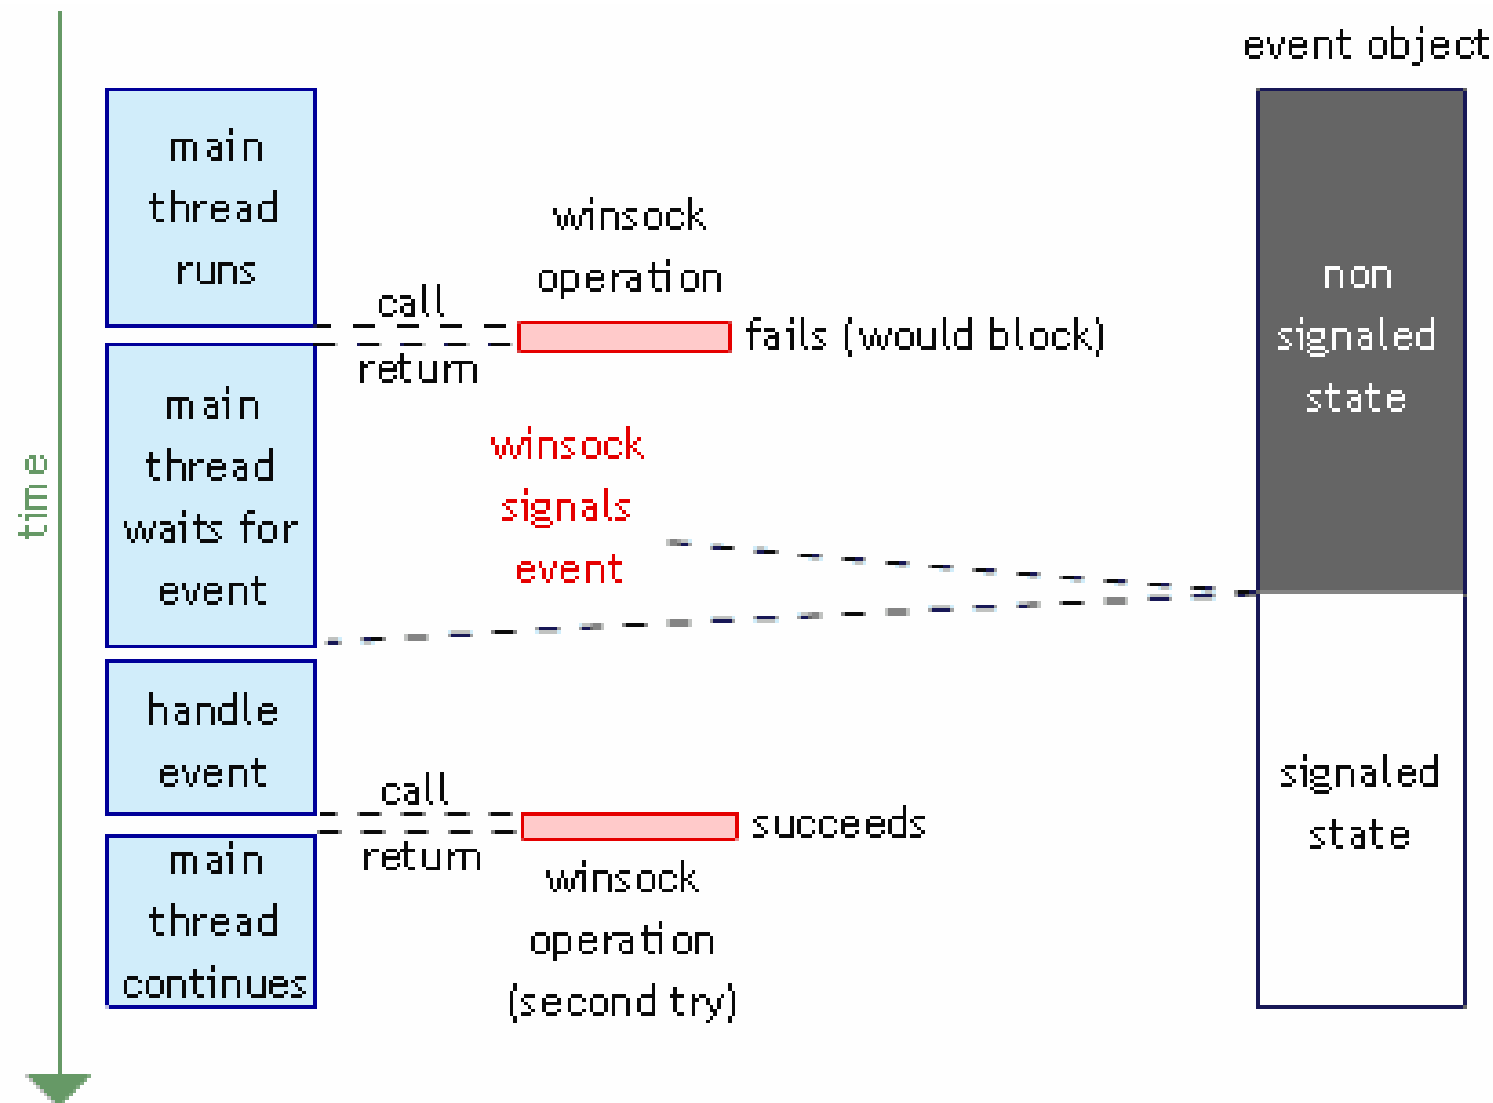 event object
main
thread
runs
winsock
operation
call
return
fails (would block)
non
signaled
state
main
thread
waits for
event
winsock
signals
event
time
handle
event
call
return
succeeds
winsock
operation
(second try)
signaled
state
main
thread
continues